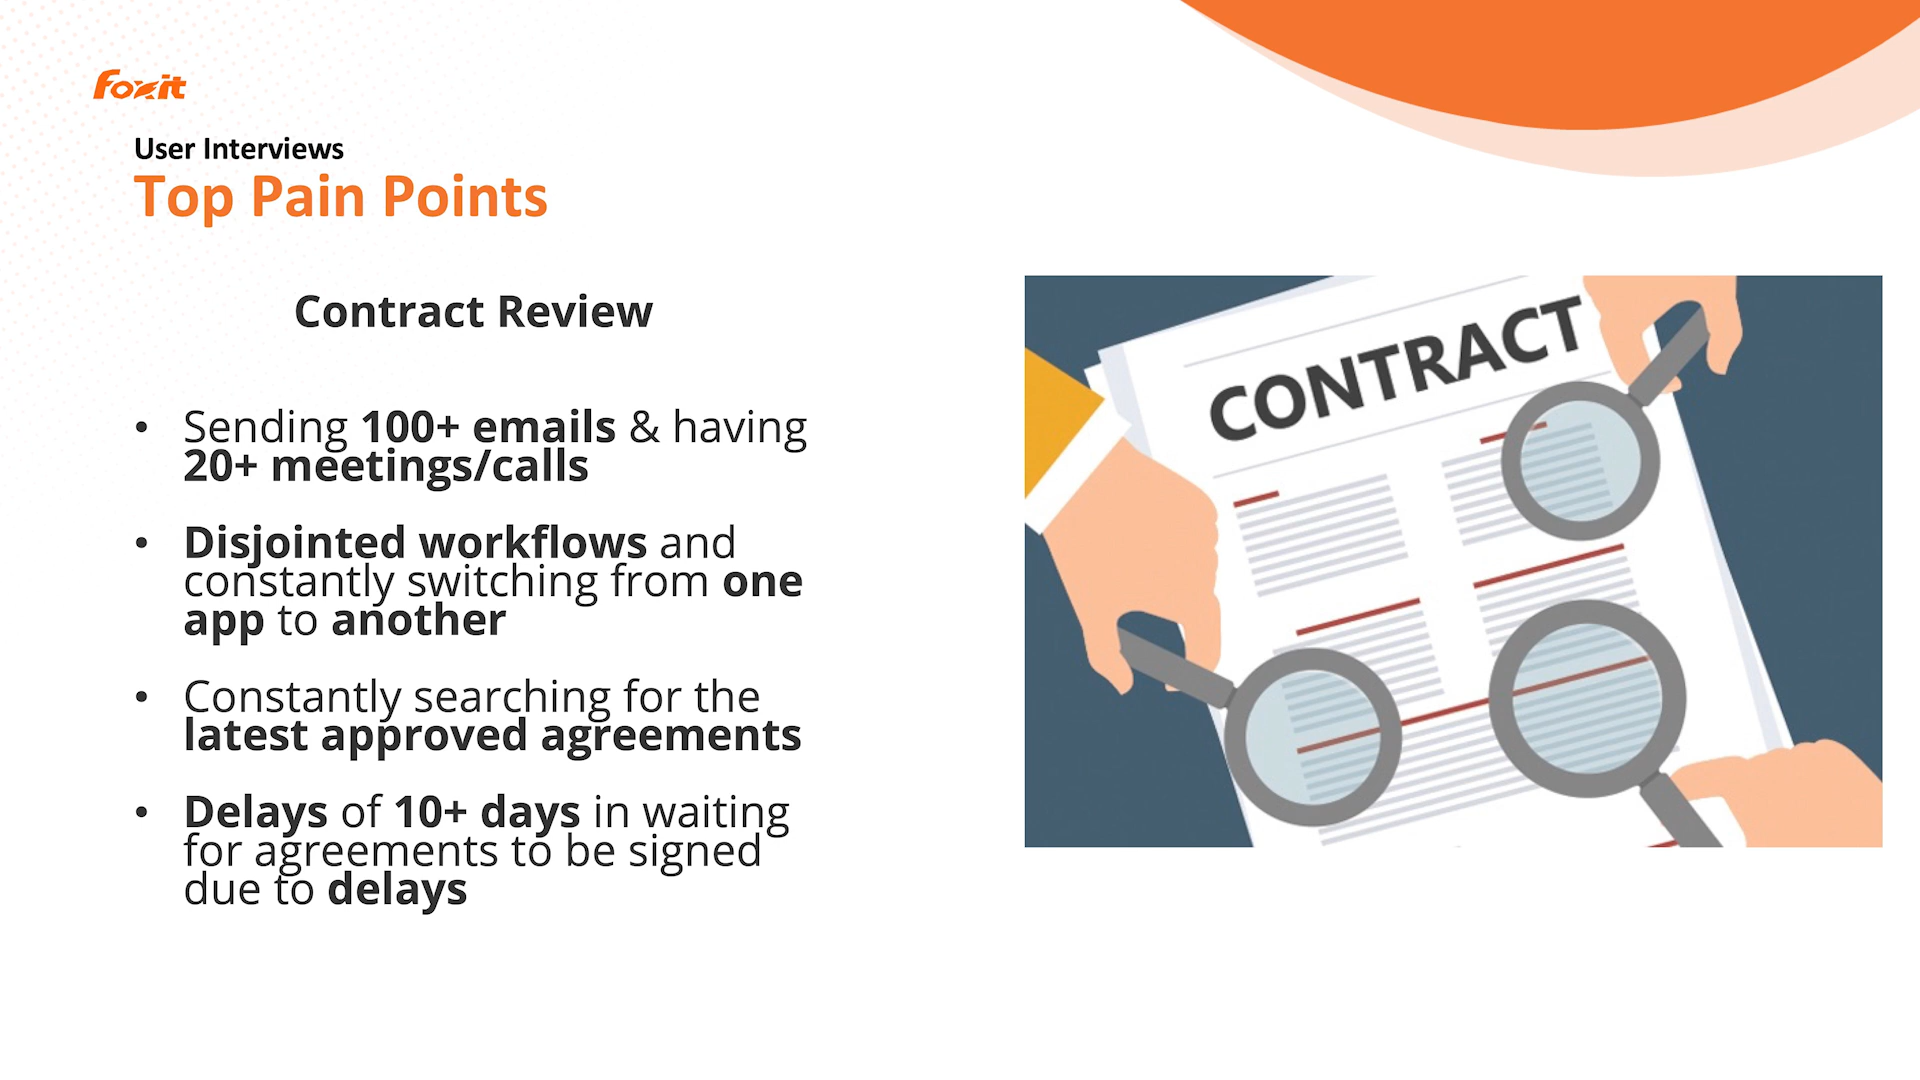 Foxit
User Interviews
Top Pain Points
Contract Review
• Sending 100+ emails & having
20+ meetings/calls
• Disjointed workflows and
constantly switching from one
app to another
• Constantly searching for the
latest approved agreements
• Delays of 10+ days in waiting
for agreements to be signed
due to delays
CONTRACT